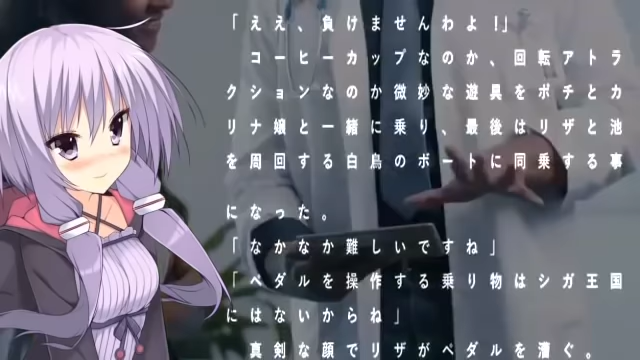 「ええ、負けませんわよ!」
コーヒーカップなのか、回転アトラ
クションなのか微妙な遊具をポチとカ
リナ嬢と一緒に乗り、最後はリザと池
を周回する白鳥のボートに同乗する事
になった。
「なかなか難しいですね」
「ペダルを操作する乗り物はシガ王国
にはないからね」
真剣な顔でリザがペダルを漕ぐ。